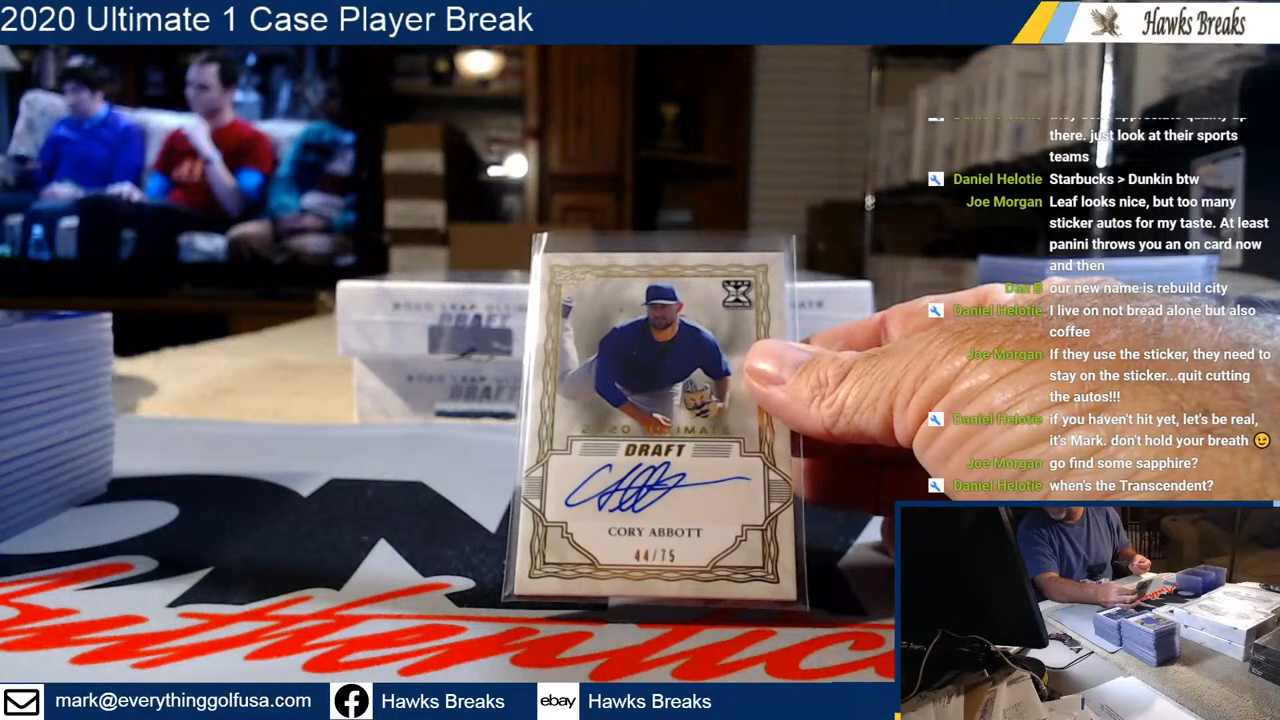 2020 Ultimate 1 Case Player Break
Hawks Breaks
there. just look at their sports
teams
Daniel Helotie Starbucks > Dunkin btw
Joe Morgan Leaf looks nice, but too many
sticker autos for my taste. At least
panini throws you an on card now
and then
Dan B our new name is rebuild city
Daniel Helotie I live on not bread alone but also
coffee
Joe Morgan If they use the sticker, they need to
stay on the sticker...quit cutting
the autos!!!
Daniel Helotie if you haven't hit yet, let's be real,
it's Mark. don't hold your breath 😉
Joe Morgan go find some sapphire?
Daniel Helotie when's the Transcendent?
DRAFT
DRAFT
2020 ULTIMATE
DRAFT
CORY ABBOTT
44/75
Authentic
mark@everythinggolfusa.com
Hawks Breaks
ebay
Hawks Breaks